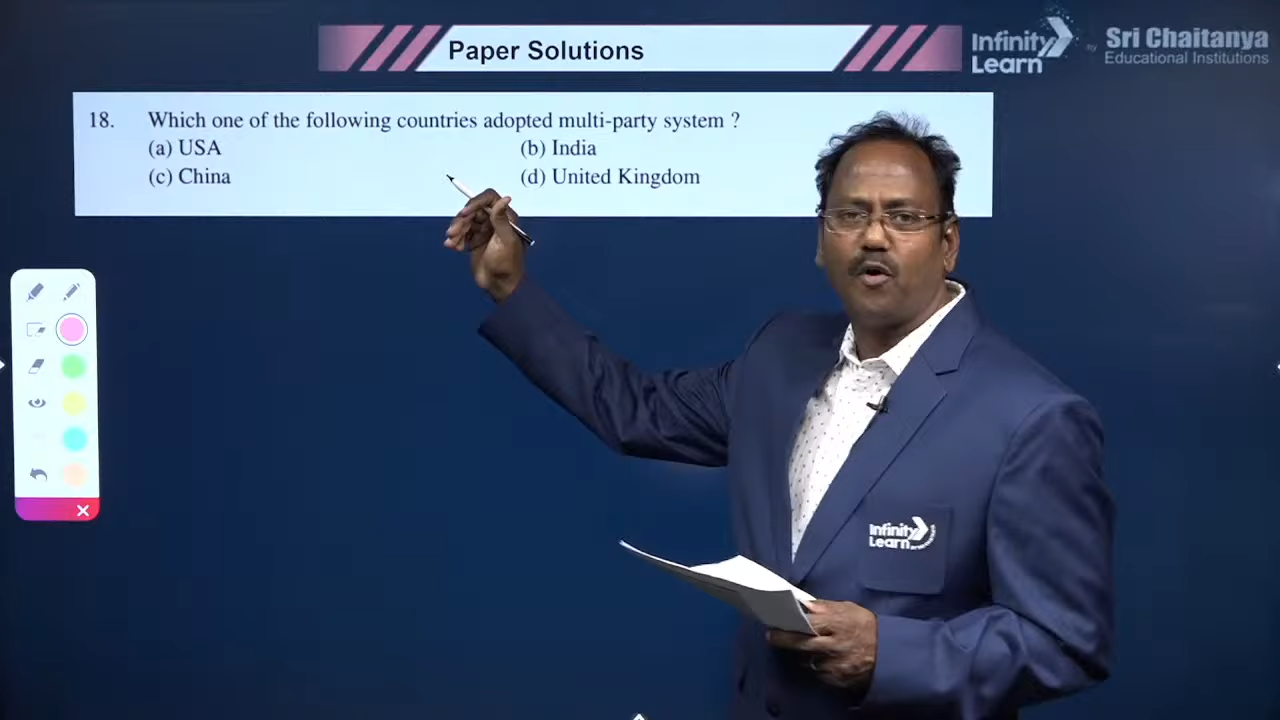 Paper Solutions
Infinity Learn by Sri Chaitanya Educational Institutions
18. Which one of the following countries adopted multi-party system ?
(a) USA (b) India
(c) China (d) United Kingdom
Infinity
Learn